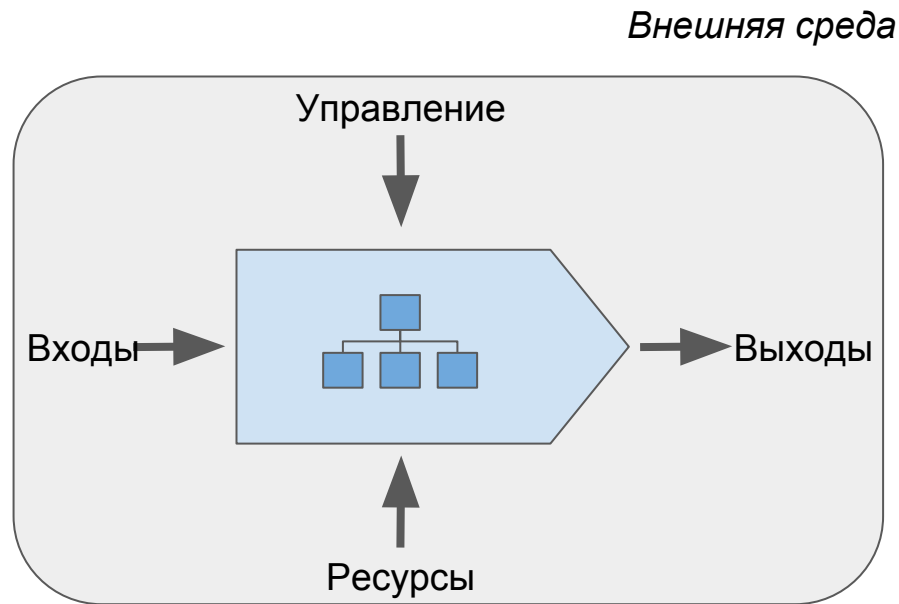 Внешняя среда
Управление
Входы
Выходы
Ресурсы